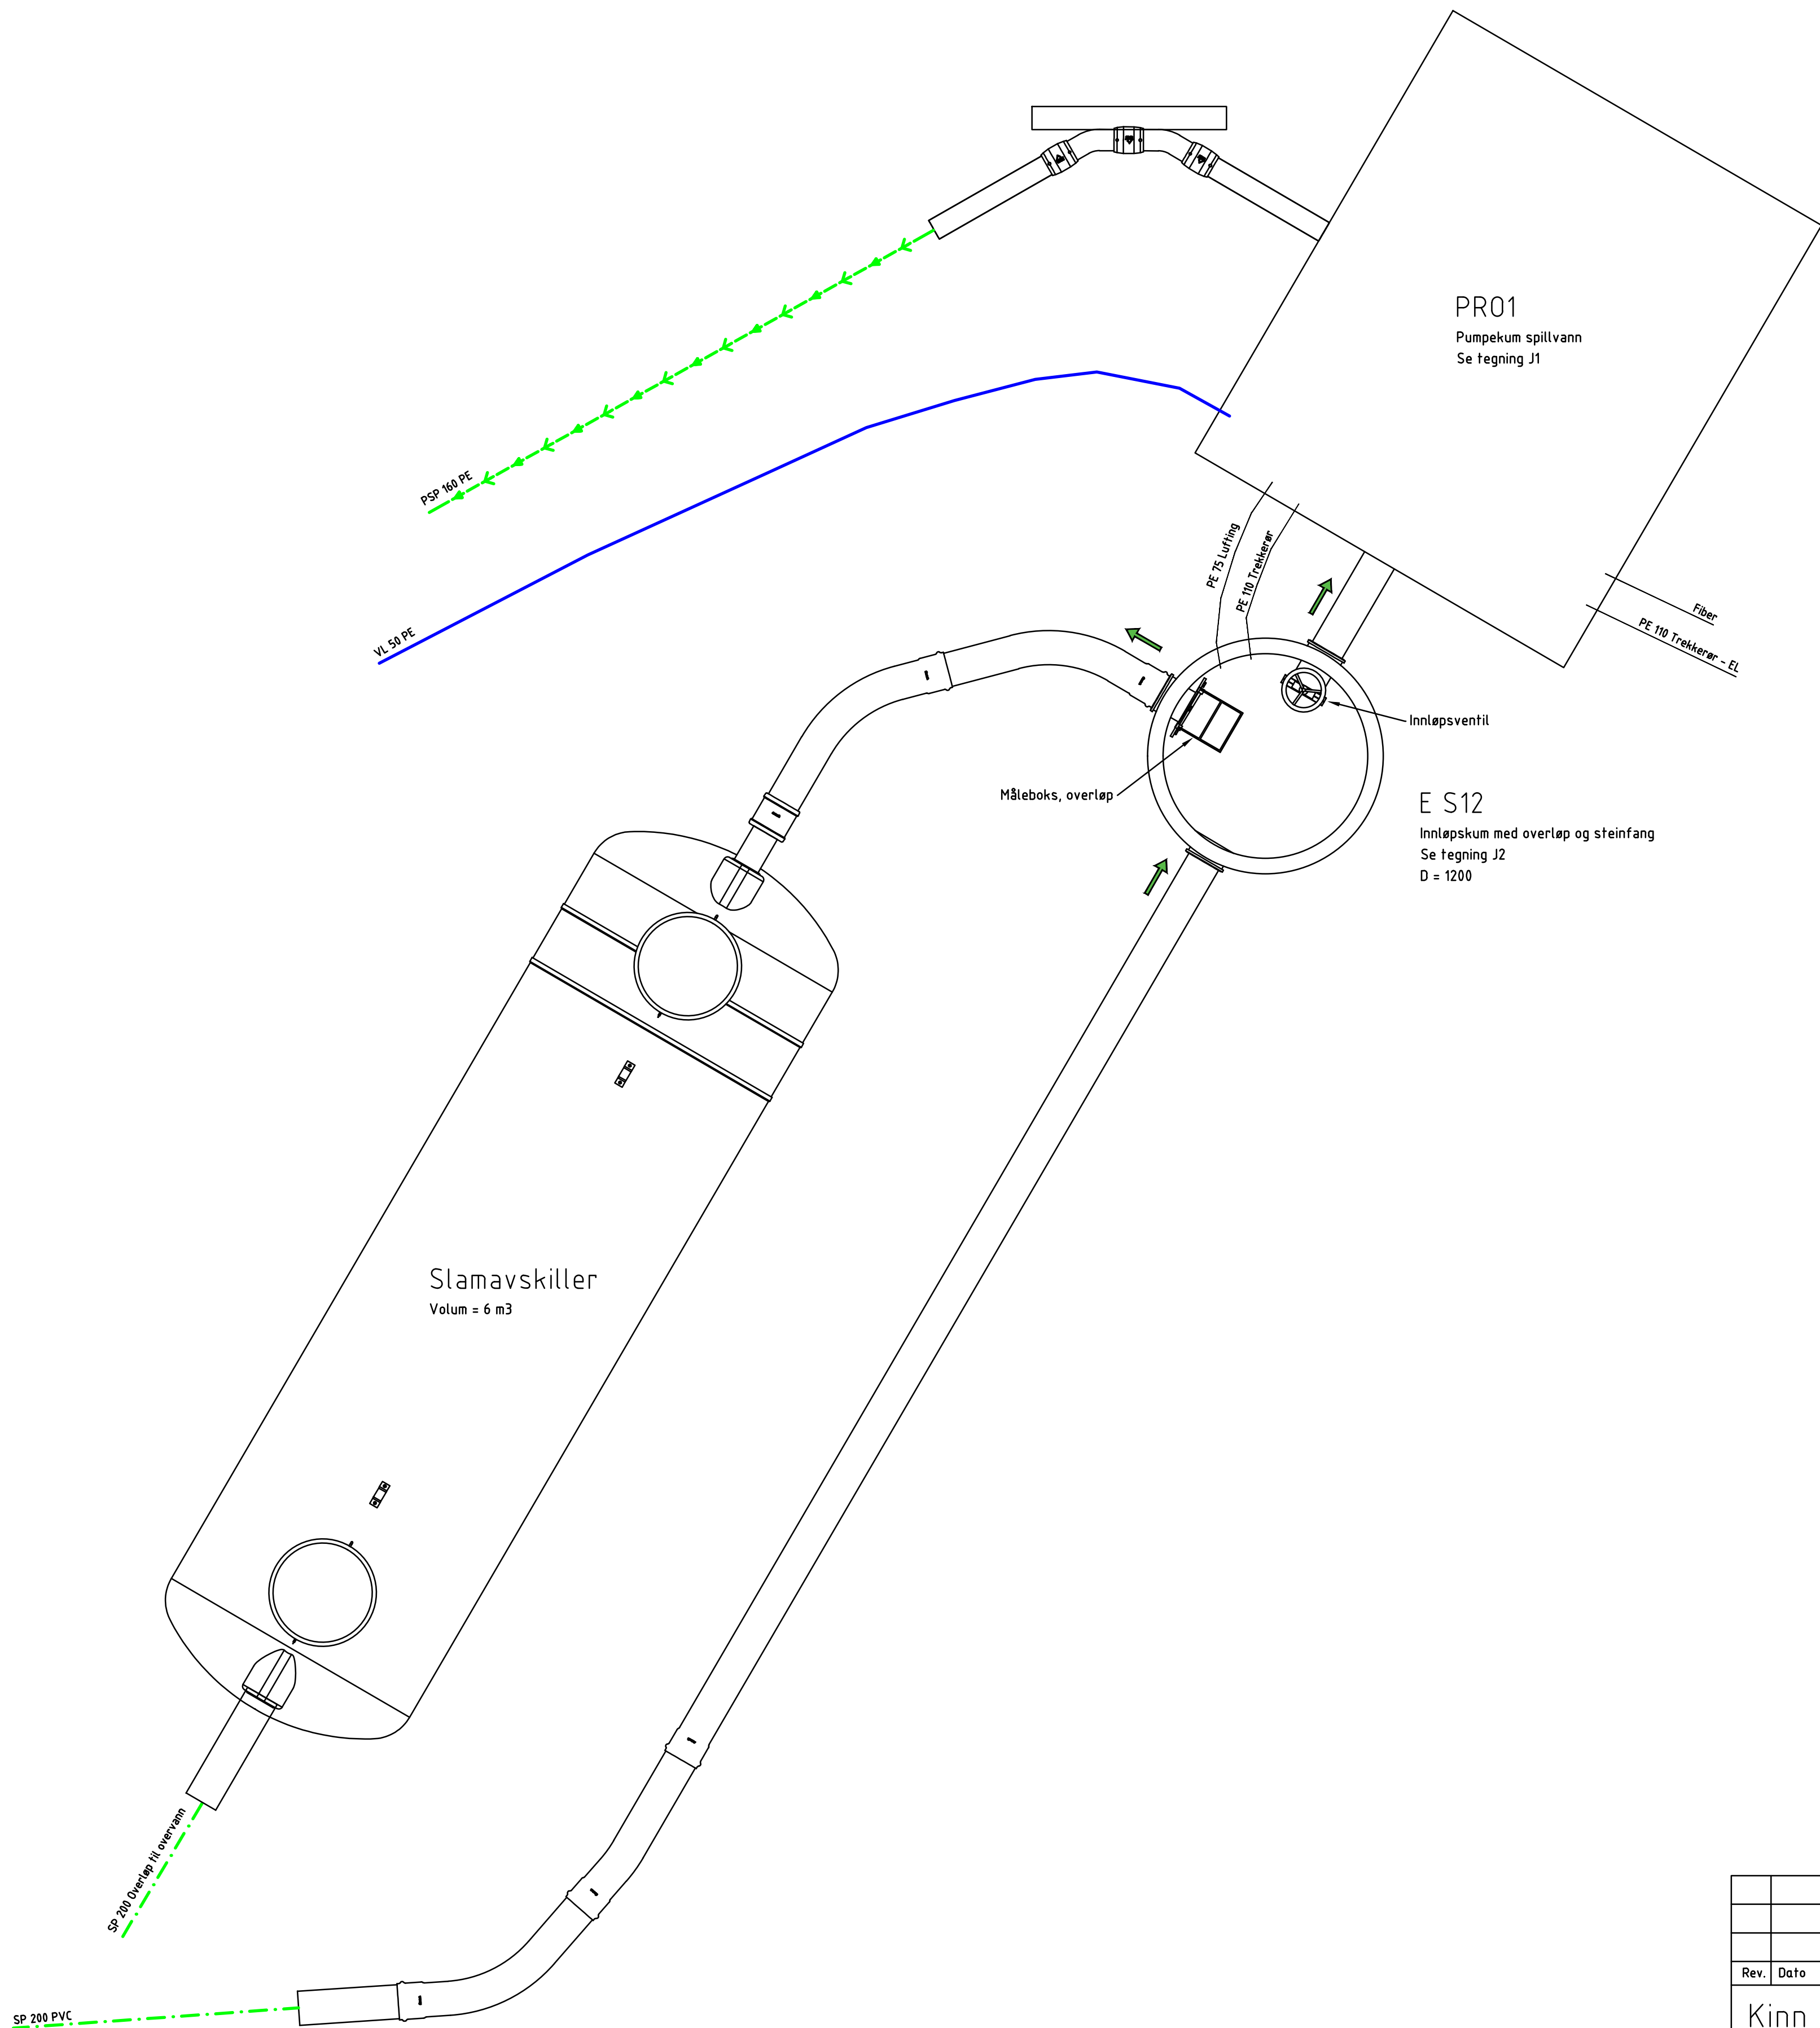 PRO1
Pumpekum spillvann
Se tegning J1
PSP 160 PE
VL 50 PE
PE 75 Lufting
PE 110 Trekkerør
Fiber
PE 110 Trekkerør - EL
Innløpsventil
Måleboks, overløp
E S12
Innløpskum med overløp og steinfang
Se tegning J2
D = 1200
Slamavskiller
Volum = 6 m3
SP 200 Overløp til overvann
SP 200 PVC
Rev. Dato
Kinn